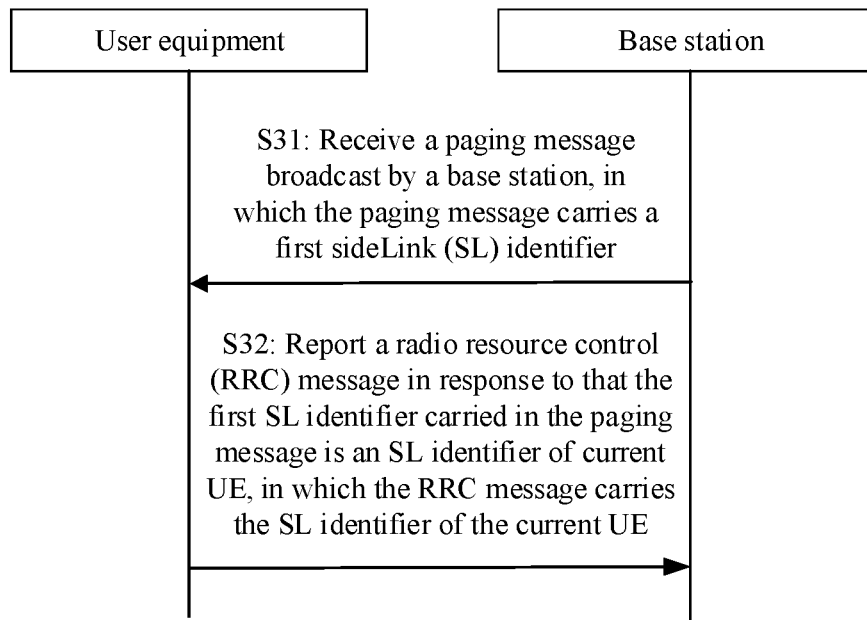 User equipment
Base station
S31: Receive a paging message
broadcast by a base station, in
which the paging message carries a
first sideLink (SL) identifier
S32: Report a radio resource control
(RRC) message in response to that the
first SL identifier carried in the paging
message is an SL identifier of current
UE, in which the RRC message carries
the SL identifier of the current UE